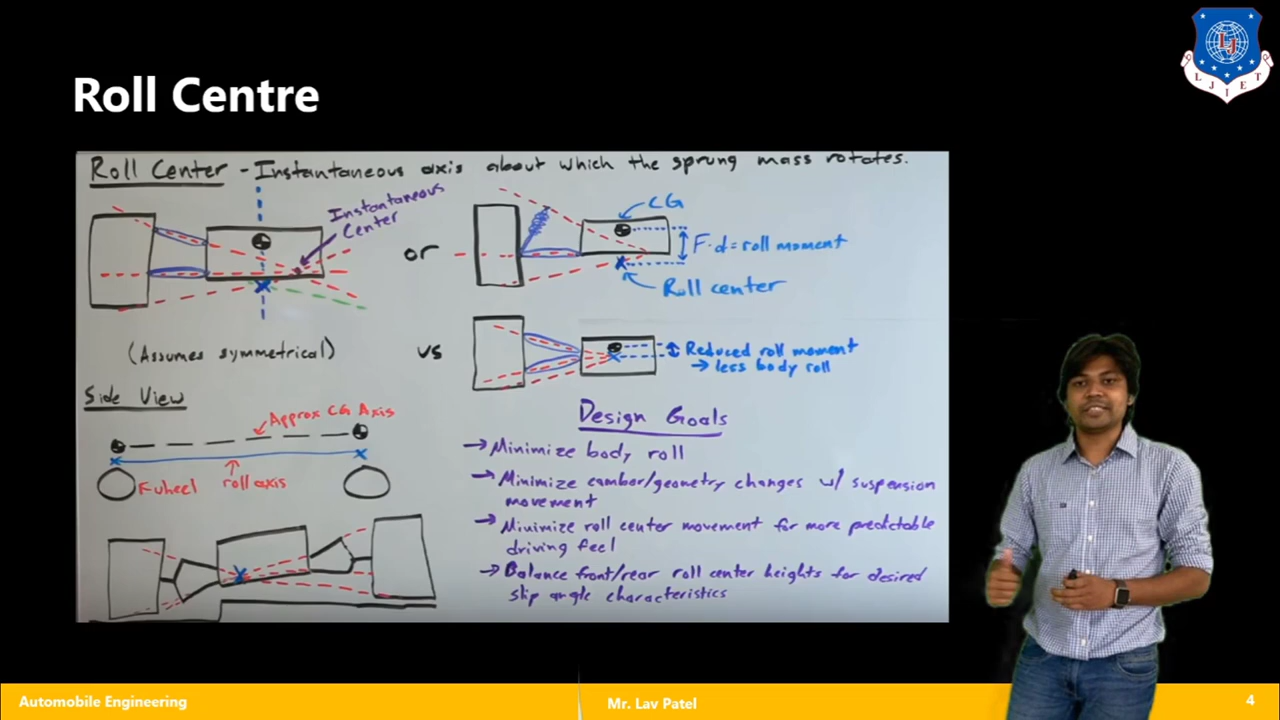 Roll Centre
LJIET
Roll Center - Instantaneous axis about which the sprung mass rotates.
Instantaneous
Center
or
CG
F·d = roll moment
Roll center
(Assumes symmetrical)
vs
Reduced roll moment
→ less body roll
Side View
Approx CG Axis
F wheel
roll axis
Design Goals
→ Minimize body roll
→ Minimize camber/geometry changes w/ suspension
movement
→ Minimize roll center movement for more predictable
driving feel
→ Balance front/rear roll center heights for desired
slip angle characteristics
Automobile Engineering
Mr. Lav Patel
4